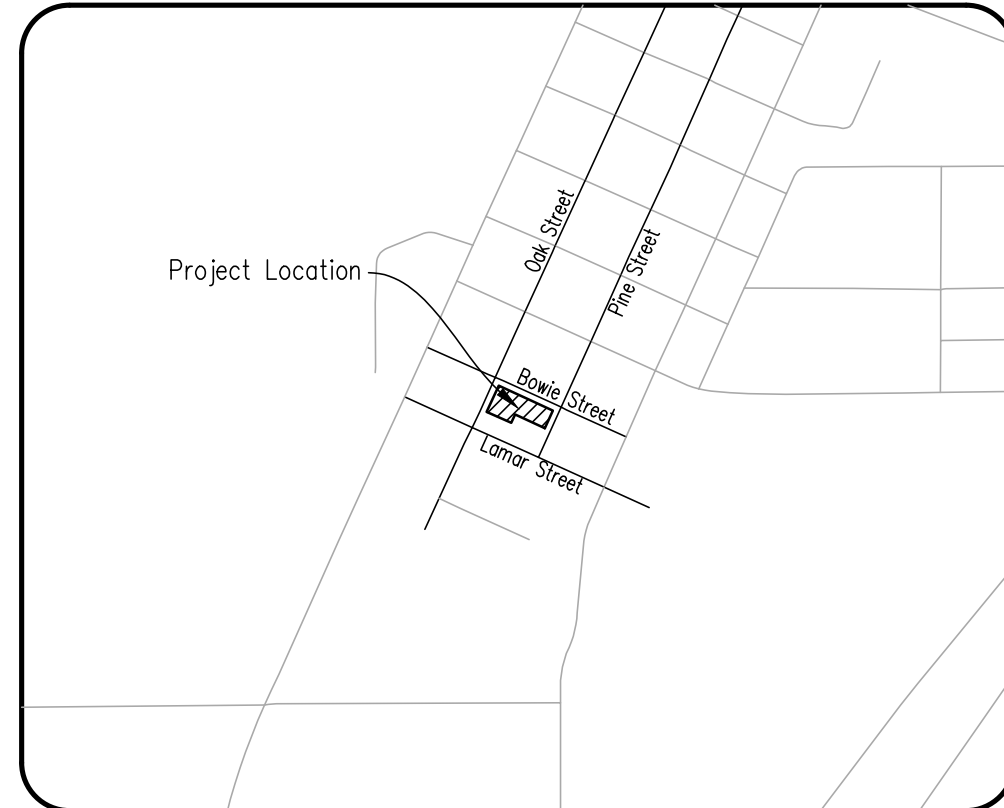 Oak Street
Pine Street
Project Location
Bowie Street
Lamar Street